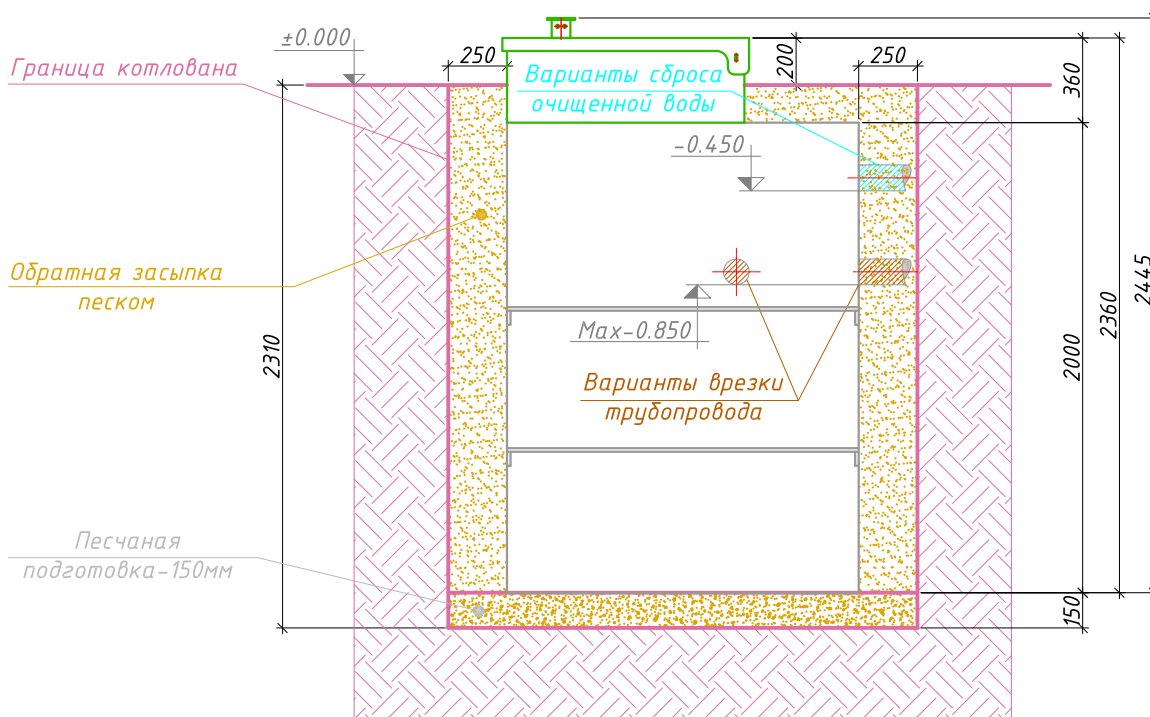 ±0.000
Граница котлована
250
Варианты сброса
очищенной воды
200
250
360
-0.450
Обратная засыпка
песком
2445
2360
2310
2000
Max-0.850
Варианты врезки
трубопровода
Песчаная
подготовка-150мм
150